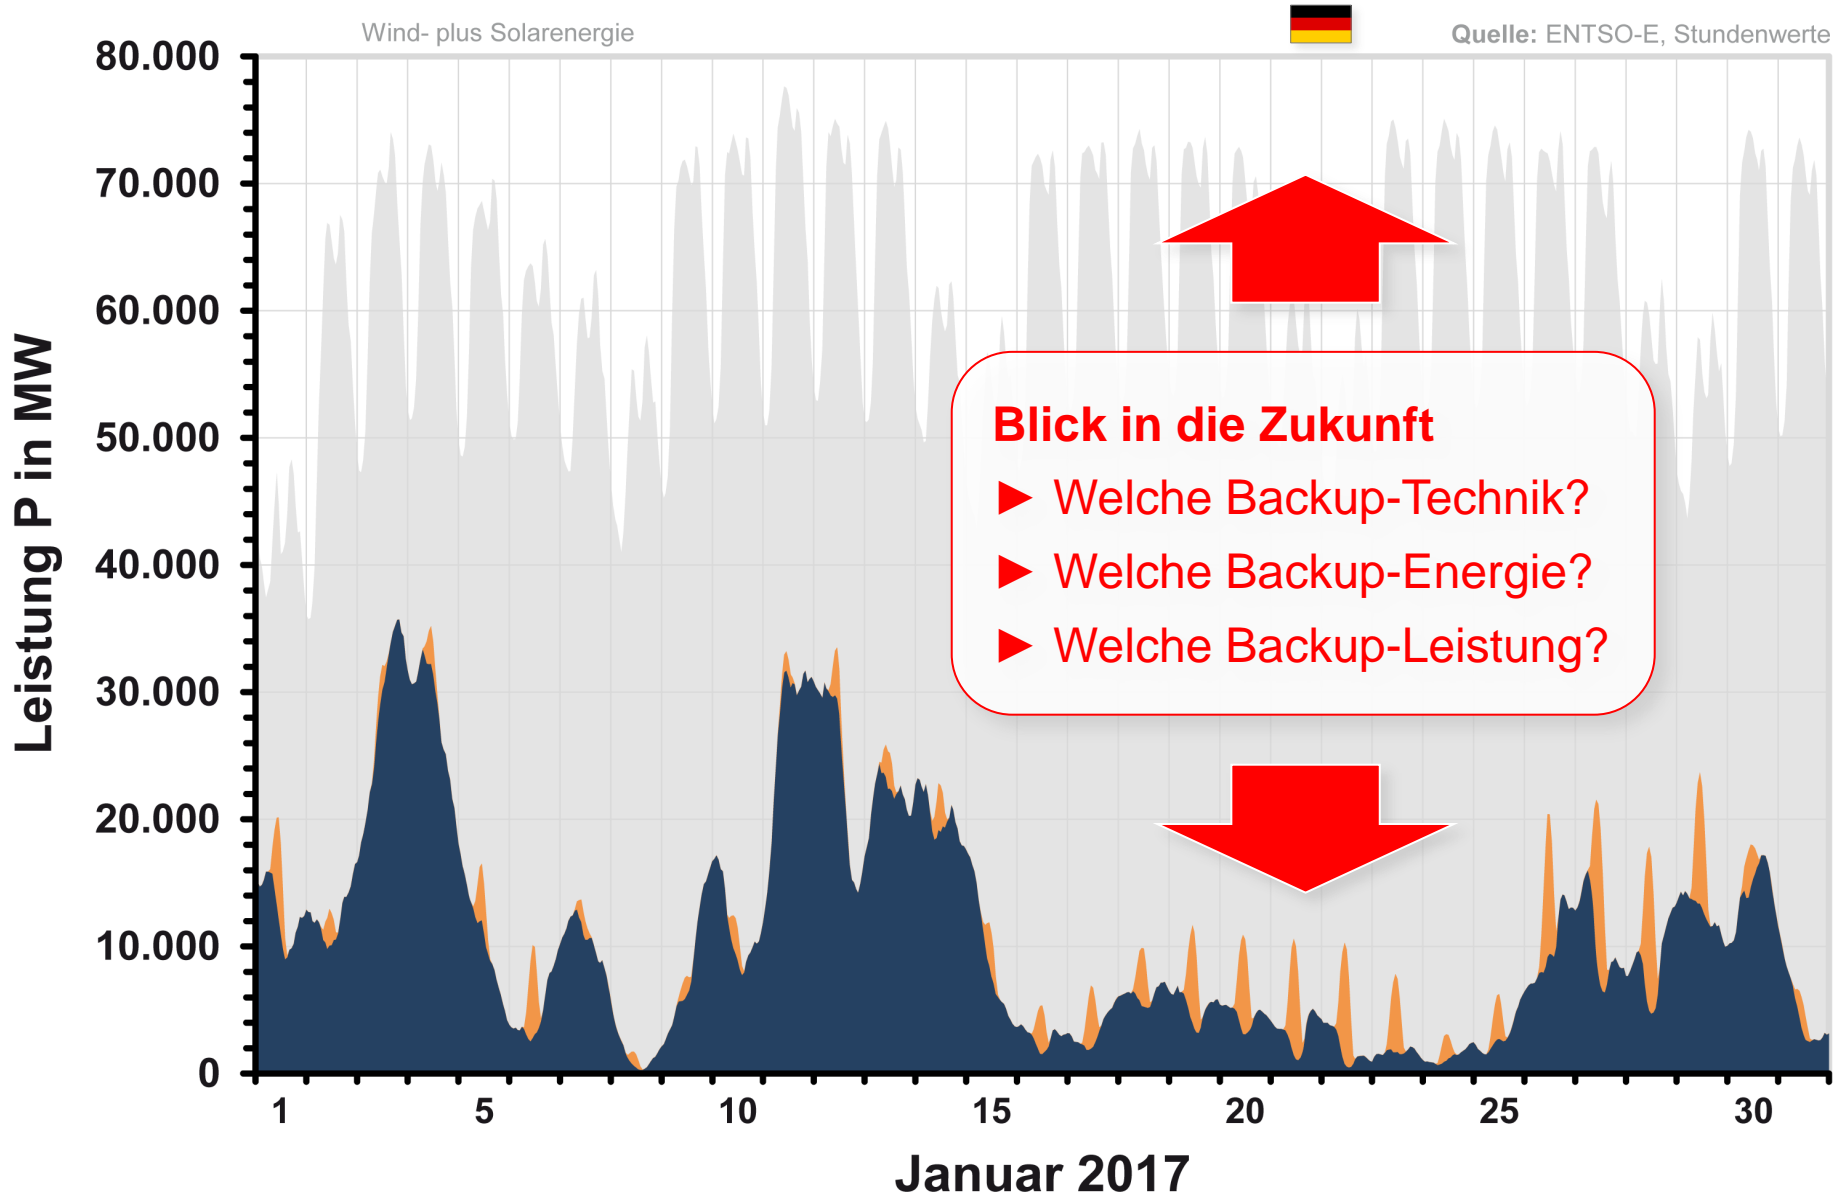 Wind- plus Solarenergie
Quelle: ENTSO-E, Stundenwerte
80.000
70.000
60.000
50.000
40.000
30.000
20.000
10.000
0
Leistung P in MW
Blick in die Zukunft
► Welche Backup-Technik?
► Welche Backup-Energie?
► Welche Backup-Leistung?
1 5 10 15 20 25 30
Januar 2017